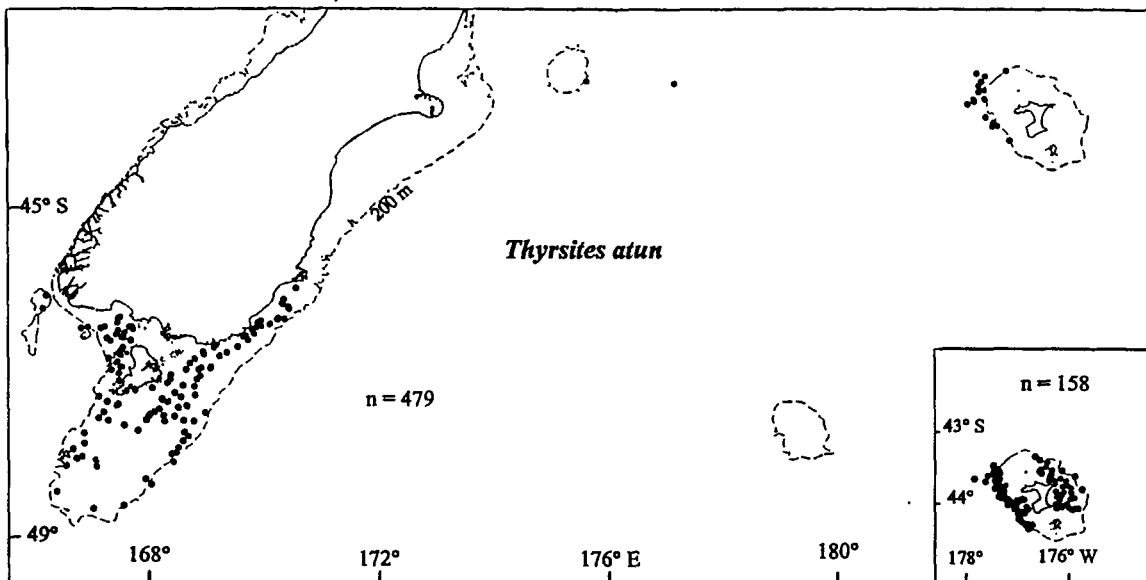 45° S
200 m
Thyrsites atun
n = 479
n = 158
43° S
44°
178°
176° W
49°
168°
172°
176° E
180°